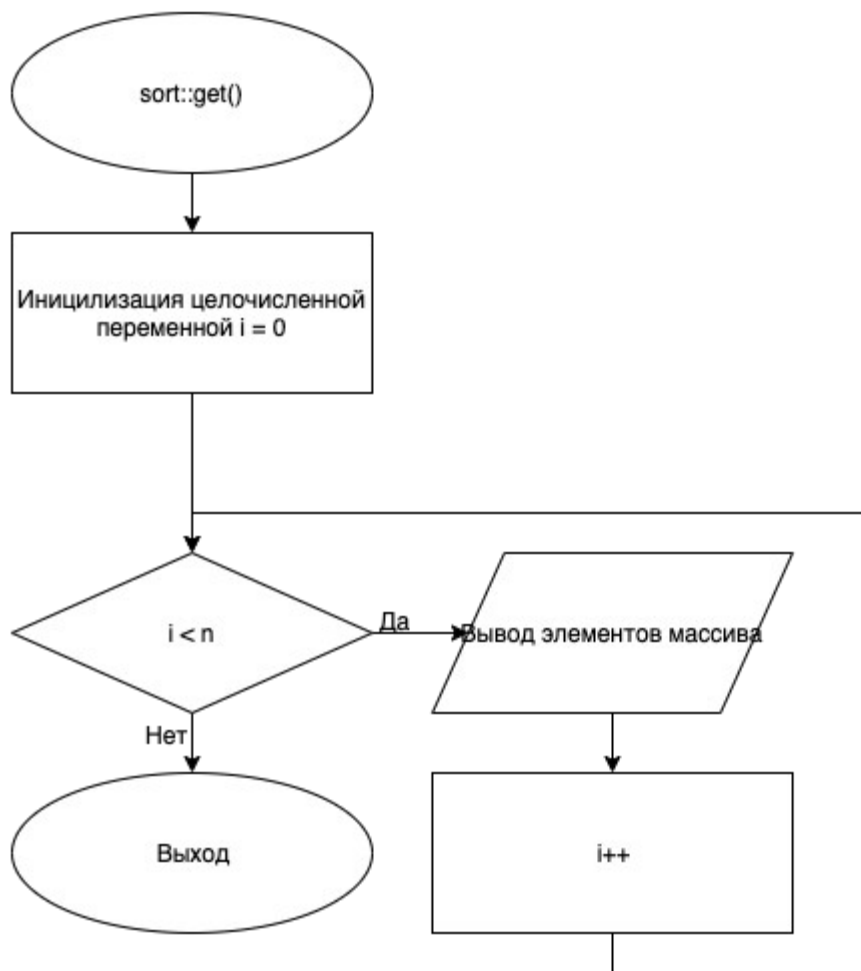 sort::get()
Иницилизация целочисленной
переменной i = 0
i < n
Да
Вывод элементов массива
Нет
Выход
i++